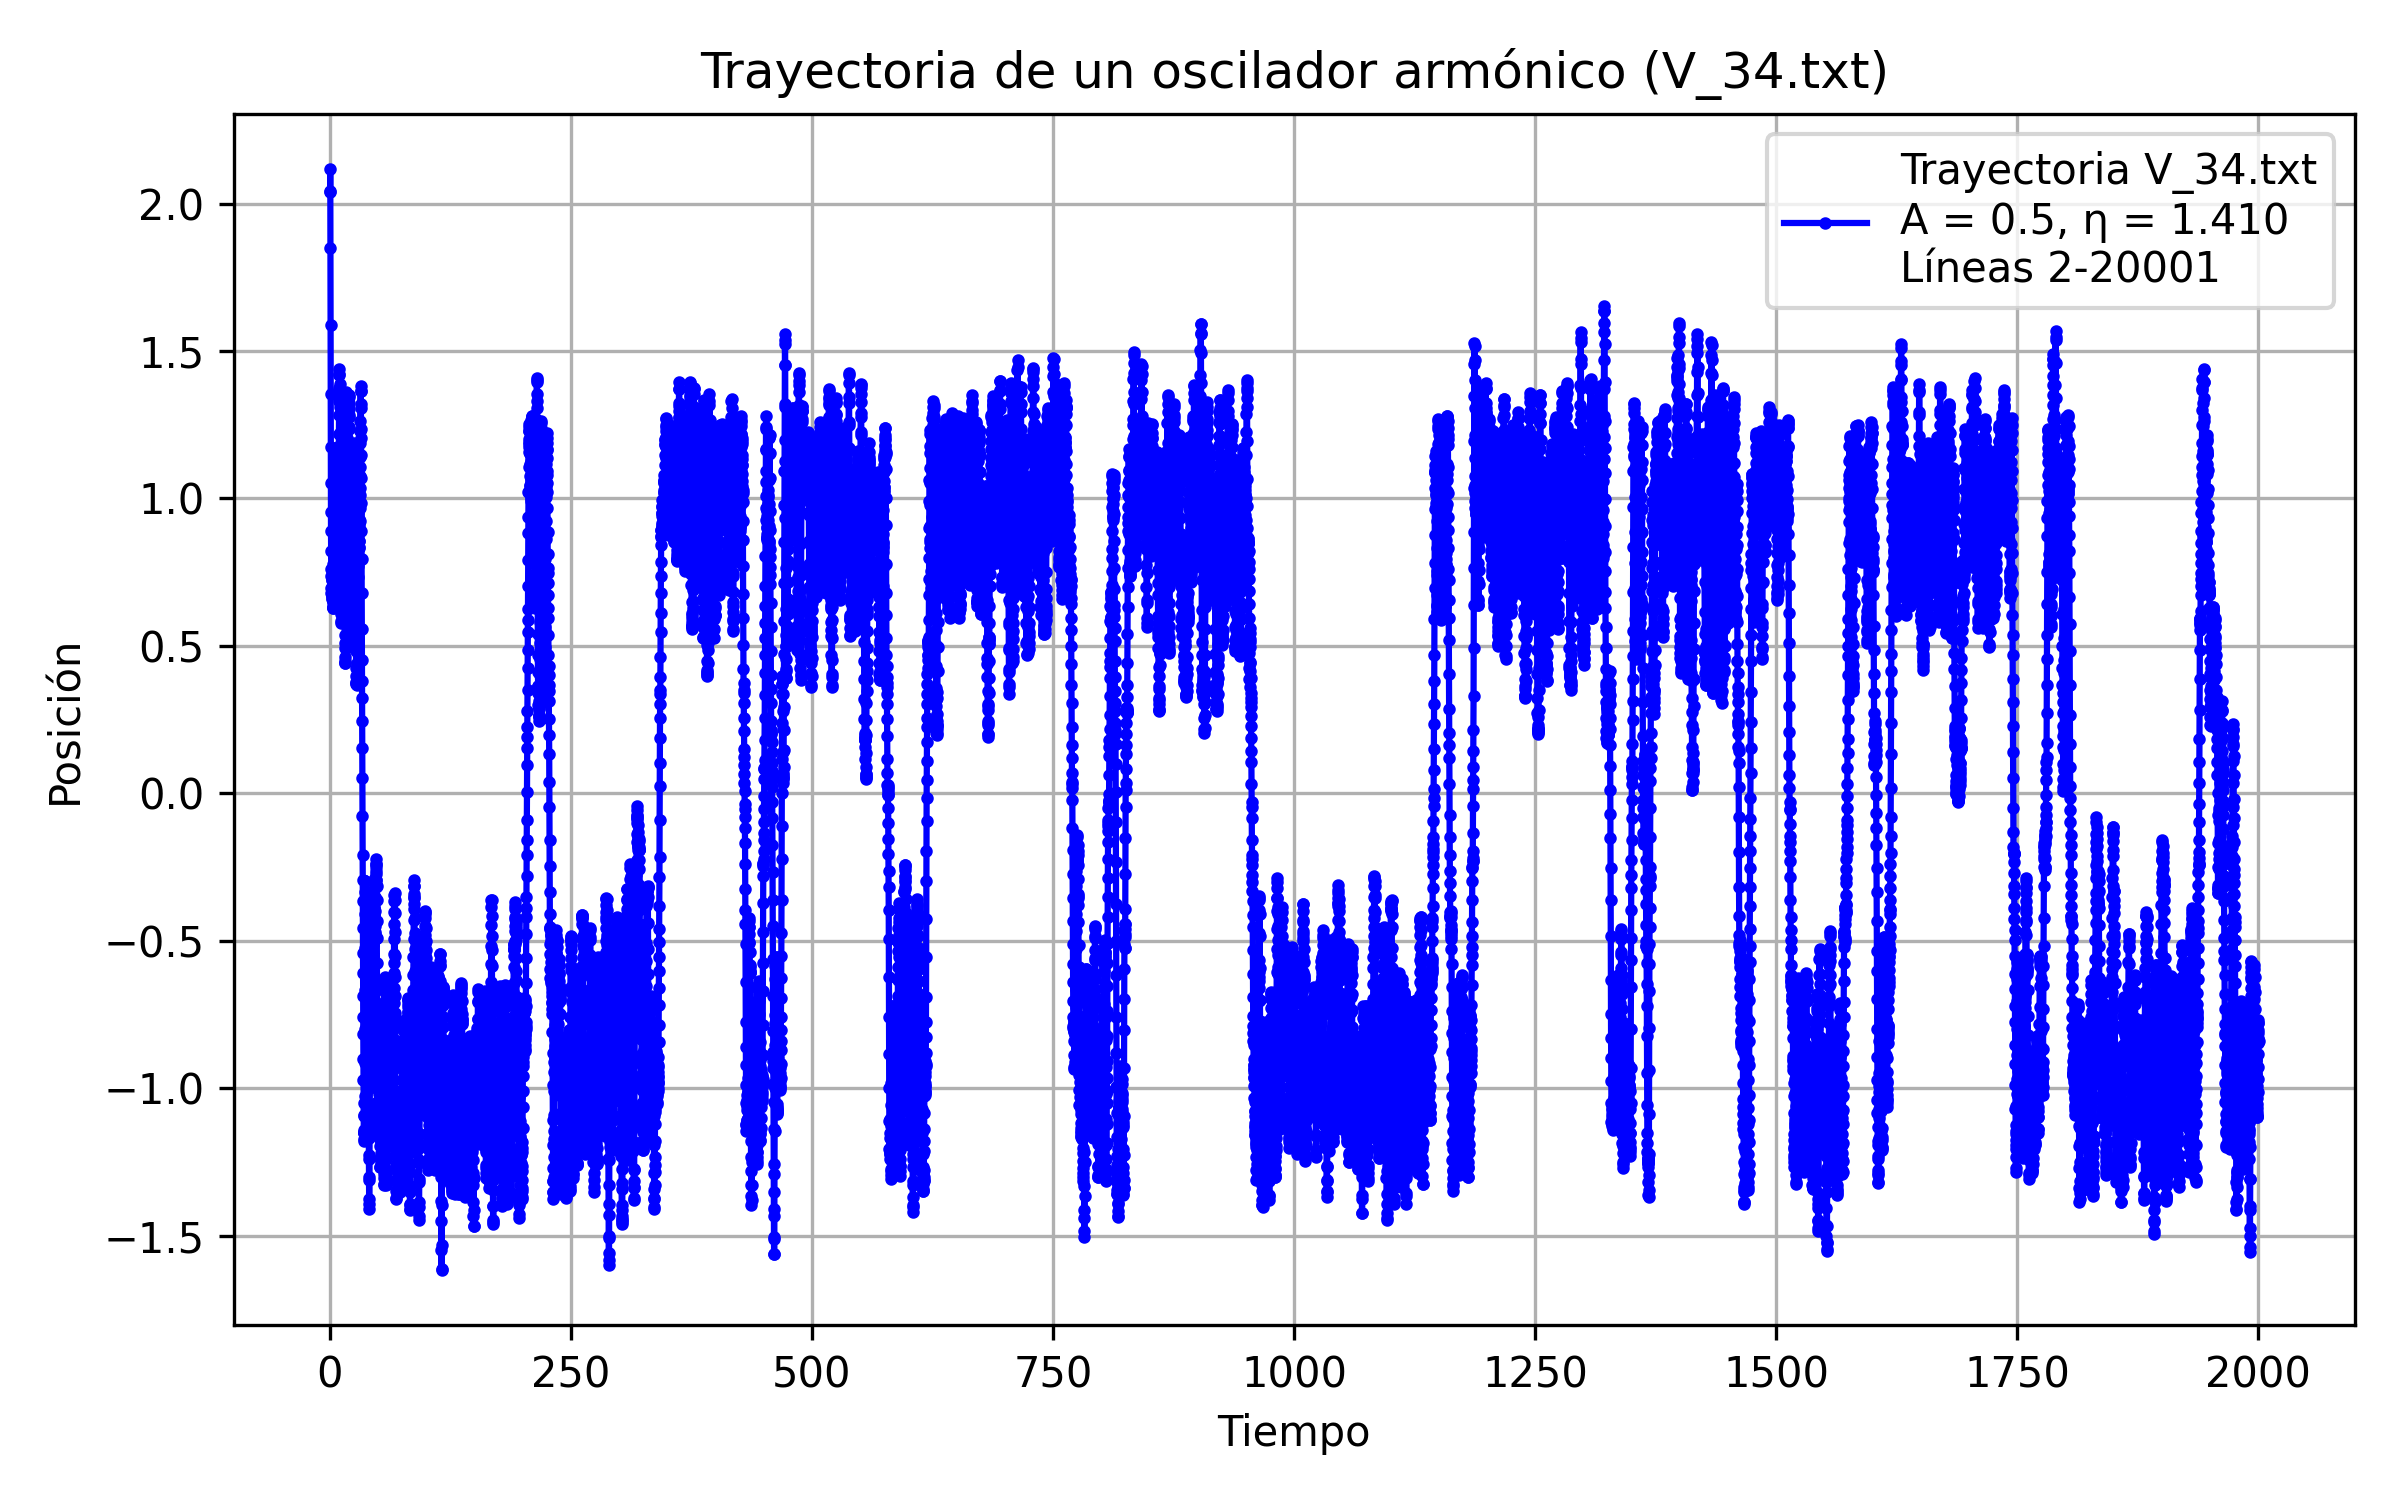 Trayectoria de un oscilador armónico (V_34.txt)
Trayectoria V_34.txt
A = 0.5, η = 1.410
Líneas 2-20001
Posición
2.0
1.5
1.0
0.5
0.0
−0.5
−1.0
−1.5
0 250 500 750 1000 1250 1500 1750 2000
Tiempo